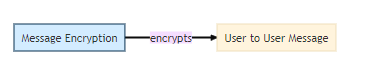 Message Encryption
encrypts
User to User Message